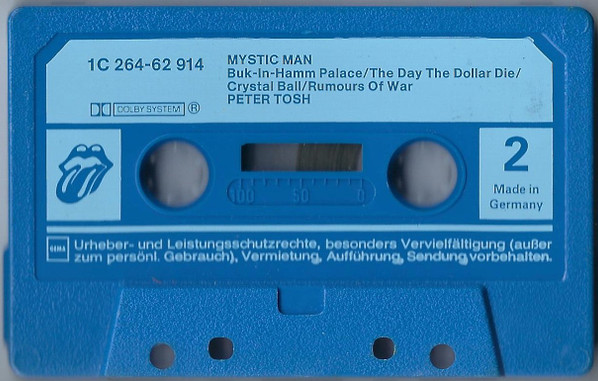 1C 264-62 914
MYSTIC MAN
Buk-In-Hamm Palace/The Day The Dollar Die/
Crystal Ball/Rumours Of War
PETER TOSH
DOLBY SYSTEM ®
2
Made in
Germany
100 50 0
GEMA
Urheber- und Leistungsschutzrechte, besonders Vervielfältigung (außer
zum persönl. Gebrauch), Vermietung, Aufführung, Sendung vorbehalten.